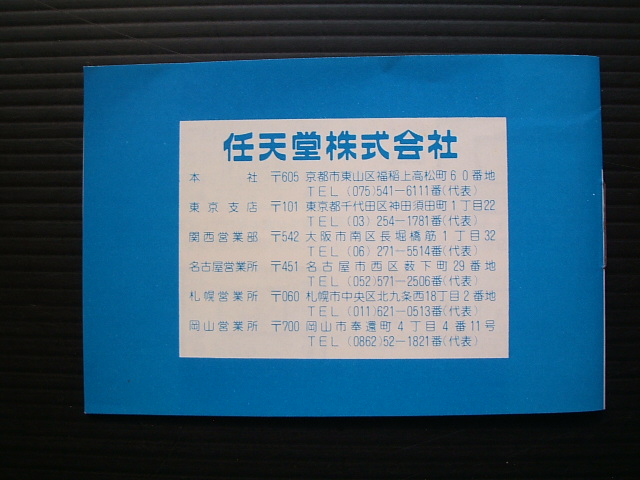 任天堂株式会社
本社 〒605 京都市東山区福稲上高松町60番地
TEL (075)541-6111番(代表)
東京支店 〒101 東京都千代田区神田須田町1丁目22
TEL (03) 254-1781番(代表)
関西営業部 〒542 大阪市南区長堀橋筋1丁目32
TEL (06) 271-5514番(代表)
名古屋営業所 〒451 名古屋市西区薮下町29番地
TEL (052)571-2506番(代表)
札幌営業所 〒060 札幌市中央区北九条西18丁目2番地
TEL (011)621-0513番(代表)
岡山営業所 〒700 岡山市奉還町4丁目4番11号
TEL (0862)52-1821番(代表)